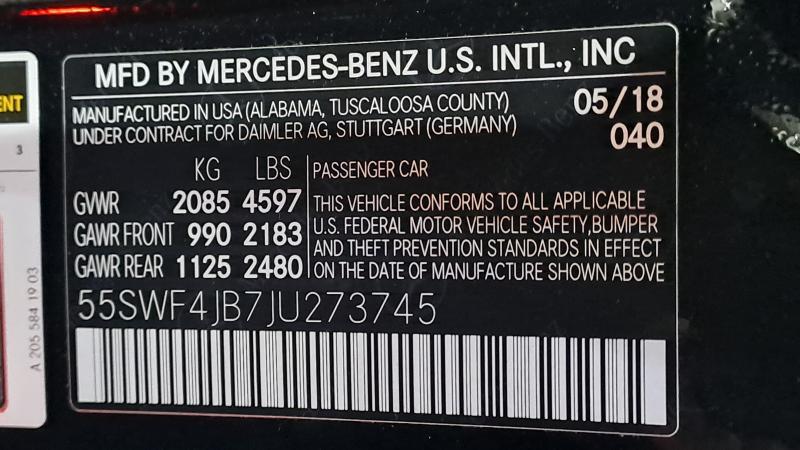 MFD BY MERCEDES-BENZ U.S. INTL., INC
MANUFACTURED IN USA (ALABAMA, TUSCALOOSA COUNTY) 05/18
UNDER CONTRACT FOR DAIMLER AG, STUTTGART (GERMANY) 040
KG LBS PASSENGER CAR
GVWR 2085 4597 THIS VEHICLE CONFORMS TO ALL APPLICABLE
U.S. FEDERAL MOTOR VEHICLE SAFETY,BUMPER
GAWR FRONT 990 2183 AND THEFT PREVENTION STANDARDS IN EFFECT
GAWR REAR 1125 2480 ON THE DATE OF MANUFACTURE SHOWN ABOVE
55SWF4JB7JU273745
ENT
3
A 205 584 19 03